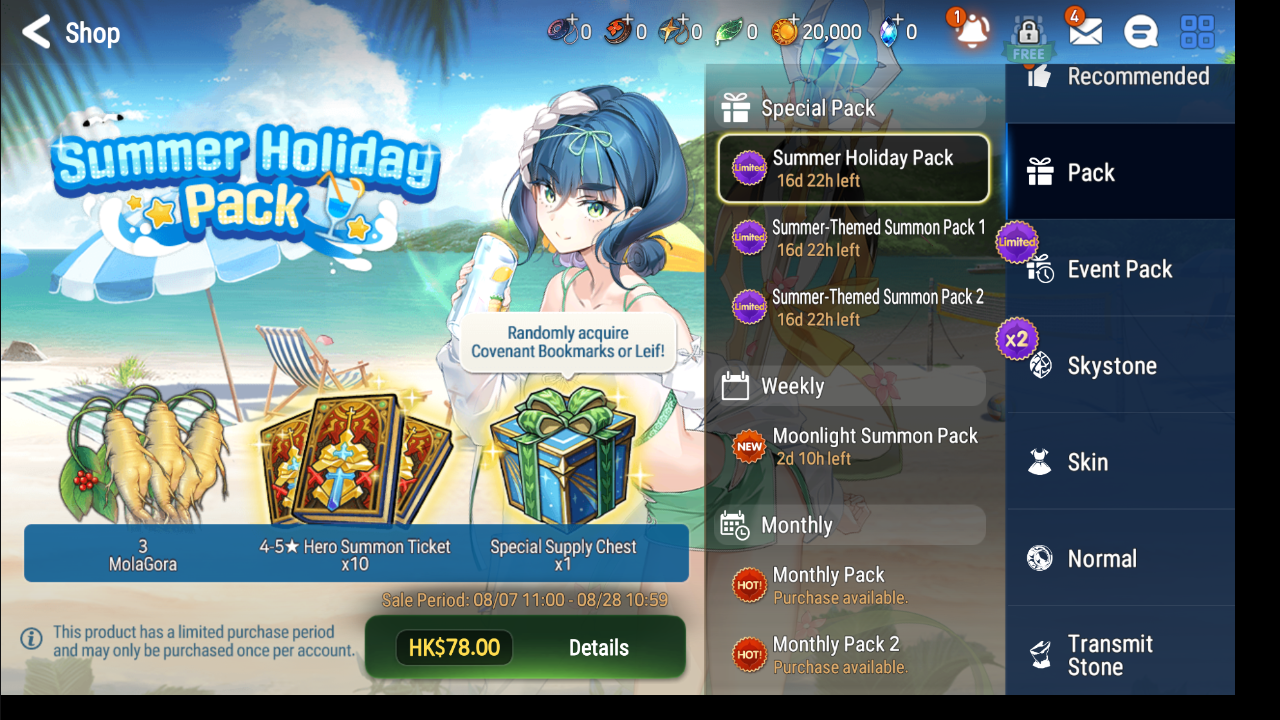 Shop
0
0
0
0
20,000
0
1
FREE
4
Summer Holiday
Pack
Randomly acquire
Covenant Bookmarks or Leif!
3
MolaGora
4-5★ Hero Summon Ticket
x10
Special Supply Chest
x1
Sale Period: 08/07 11:00 - 08/28 10:59
This product has a limited purchase period
and may only be purchased once per account.
HK$78.00
Details
Special Pack
Limited
Summer Holiday Pack
16d 22h left
Limited
Summer-Themed Summon Pack 1
16d 22h left
Limited
Summer-Themed Summon Pack 2
16d 22h left
Weekly
NEW
Moonlight Summon Pack
2d 10h left
Monthly
HOT!
Monthly Pack
Purchase available.
HOT!
Monthly Pack 2
Purchase available.
Recommended
Pack
Limited
Event Pack
x2
Skystone
Skin
Normal
Transmit
Stone